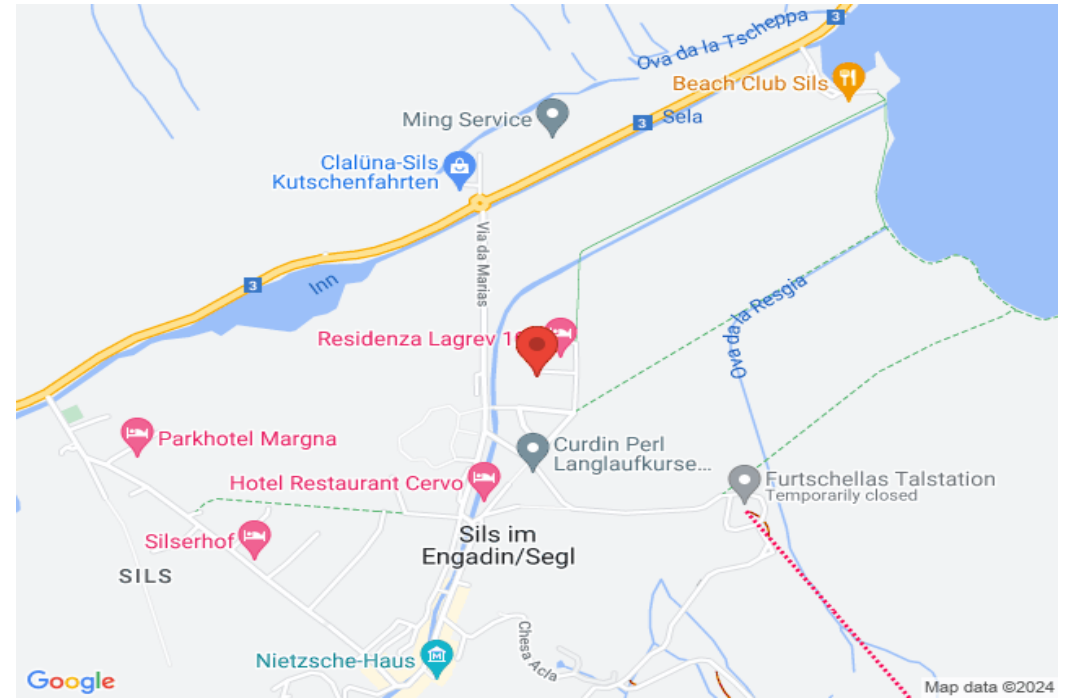 3
Ova da la Tscheppa
Beach Club Sils
Ming Service
3
Sela
Clalüna-Sils
Kutschenfahrten
Via da Marias
Inn
3
Ova da la Resgia
Residenza Lagrev
Parkhotel Margna
Curdin Perl
Langlaufkurse...
Hotel Restaurant Cervo
Furtschellas Talstation
Temporarily closed
Silserhof
Sils im
Engadin/Segl
SILS
Chesa Acla
Nietzsche-Haus
Google
Map data ©2024